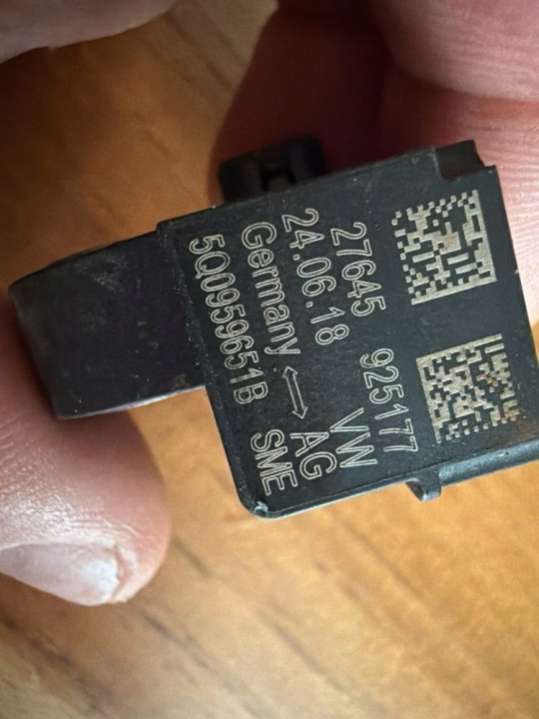 27645 925177
24.06.18 VW
Germany ↔ AG
5Q0959651B SME